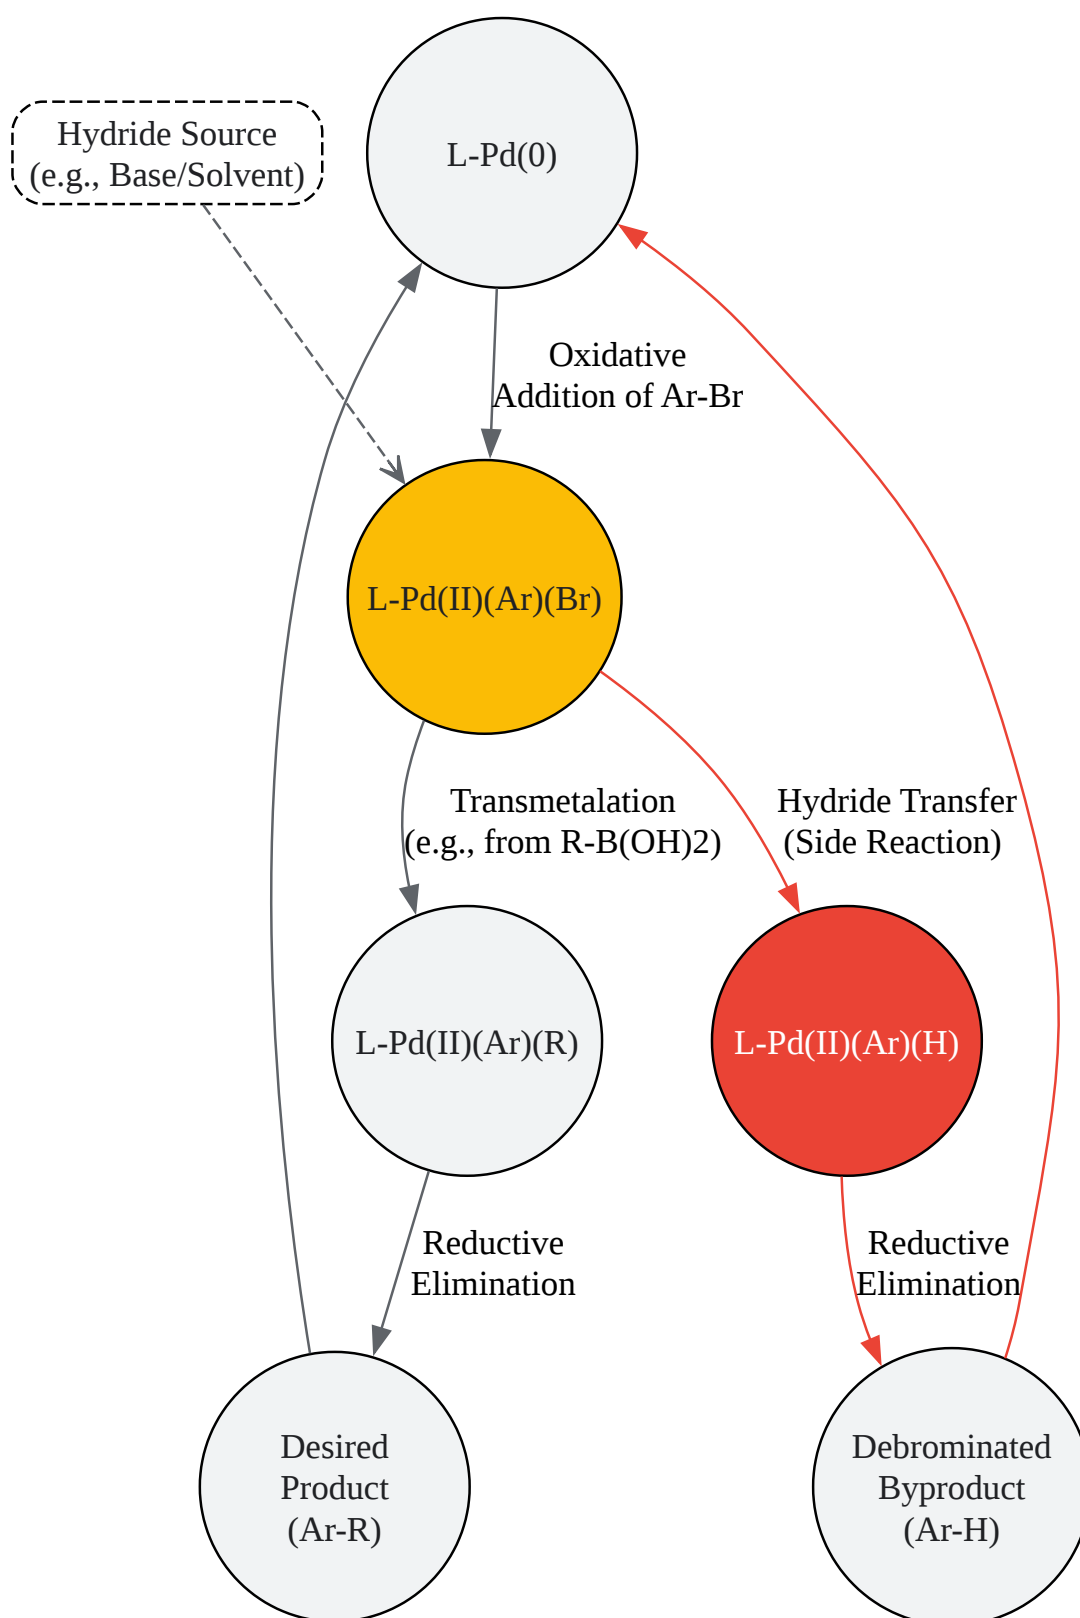 Hydride Source
(e.g., Base/Solvent)
L-Pd(0)
Oxidative
Addition of Ar-Br
L-Pd(II)(Ar)(Br)
Transmetalation
(e.g., from R-B(OH)2)
Hydride Transfer
(Side Reaction)
L-Pd(II)(Ar)(R)
L-Pd(II)(Ar)(H)
Reductive
Elimination
Reductive
Elimination
Desired
Product
(Ar-R)
Debrominated
Byproduct
(Ar-H)